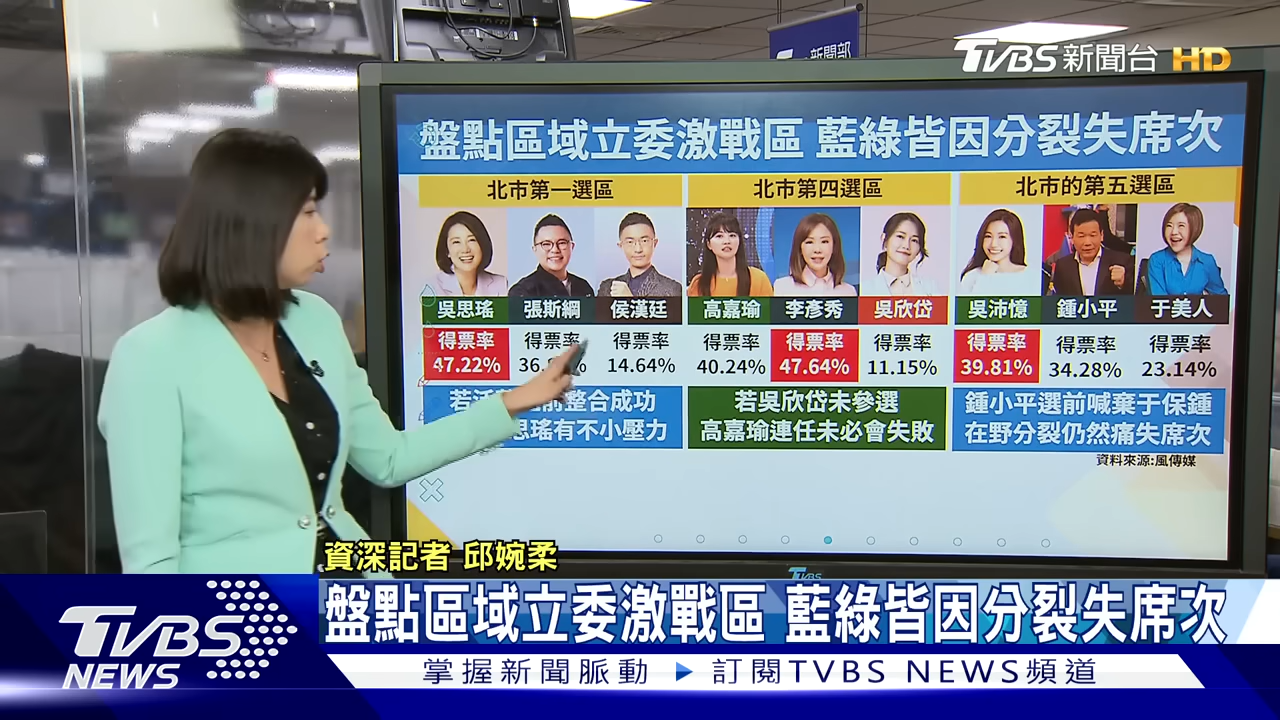 TVBS新聞台 HD
新聞部
盤點區域立委激戰區 藍綠皆因分裂失席次
北市第一選區
吳思瑤 張斯綱 侯漢廷
得票率 得票率 得票率
47.22% 36. % 14.64%
整合成功
思瑤有不小壓力
北市第四選區
高嘉瑜 李彥秀 吳欣岱
得票率 得票率 得票率
40.24% 47.64% 11.15%
若吳欣岱未參選
高嘉瑜連任未必會失敗
北市的第五選區
吳沛憶 鍾小平 于美人
得票率 得票率 得票率
39.81% 34.28% 23.14%
鍾小平選前喊棄于保鍾
在野分裂仍然痛失席次
資料來源:風傳媒
TVBS
資深記者 邱婉柔
盤點區域立委激戰區 藍綠皆因分裂失席次
TVBS NEWS
掌握新聞脈動 ▶ 訂閱TVBS NEWS頻道